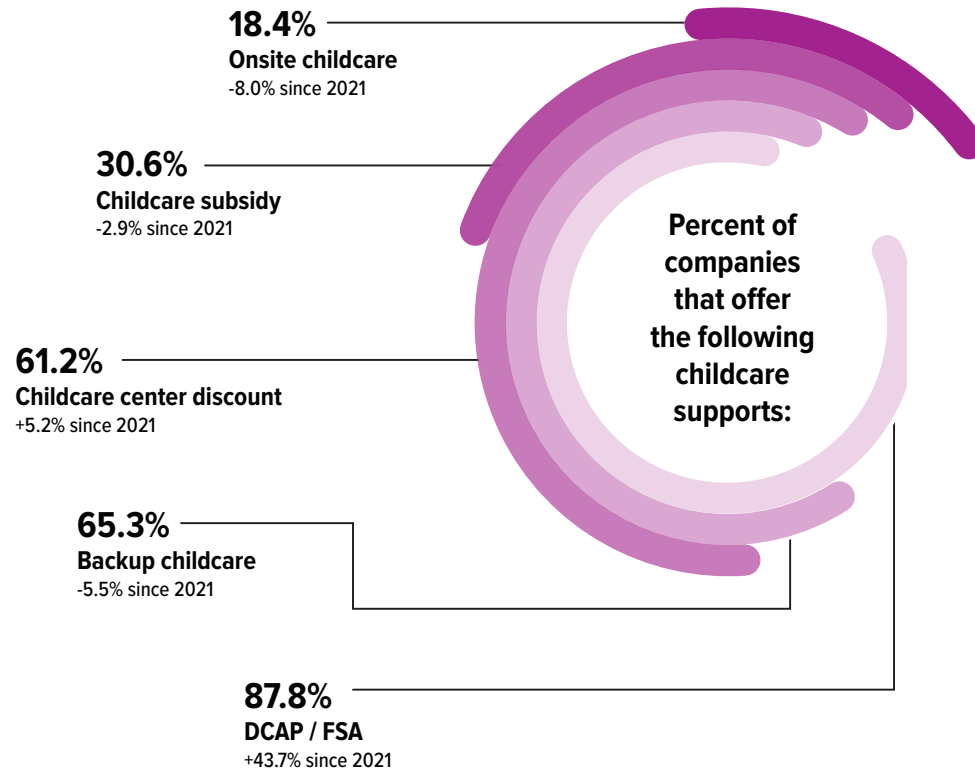 18.4%
Onsite childcare
-8.0% since 2021
30.6%
Childcare subsidy
-2.9% since 2021
61.2%
Childcare center discount
+5.2% since 2021
65.3%
Backup childcare
-5.5% since 2021
87.8%
DCAP / FSA
+43.7% since 2021
Percent of
companies
that offer
the following
childcare
supports: